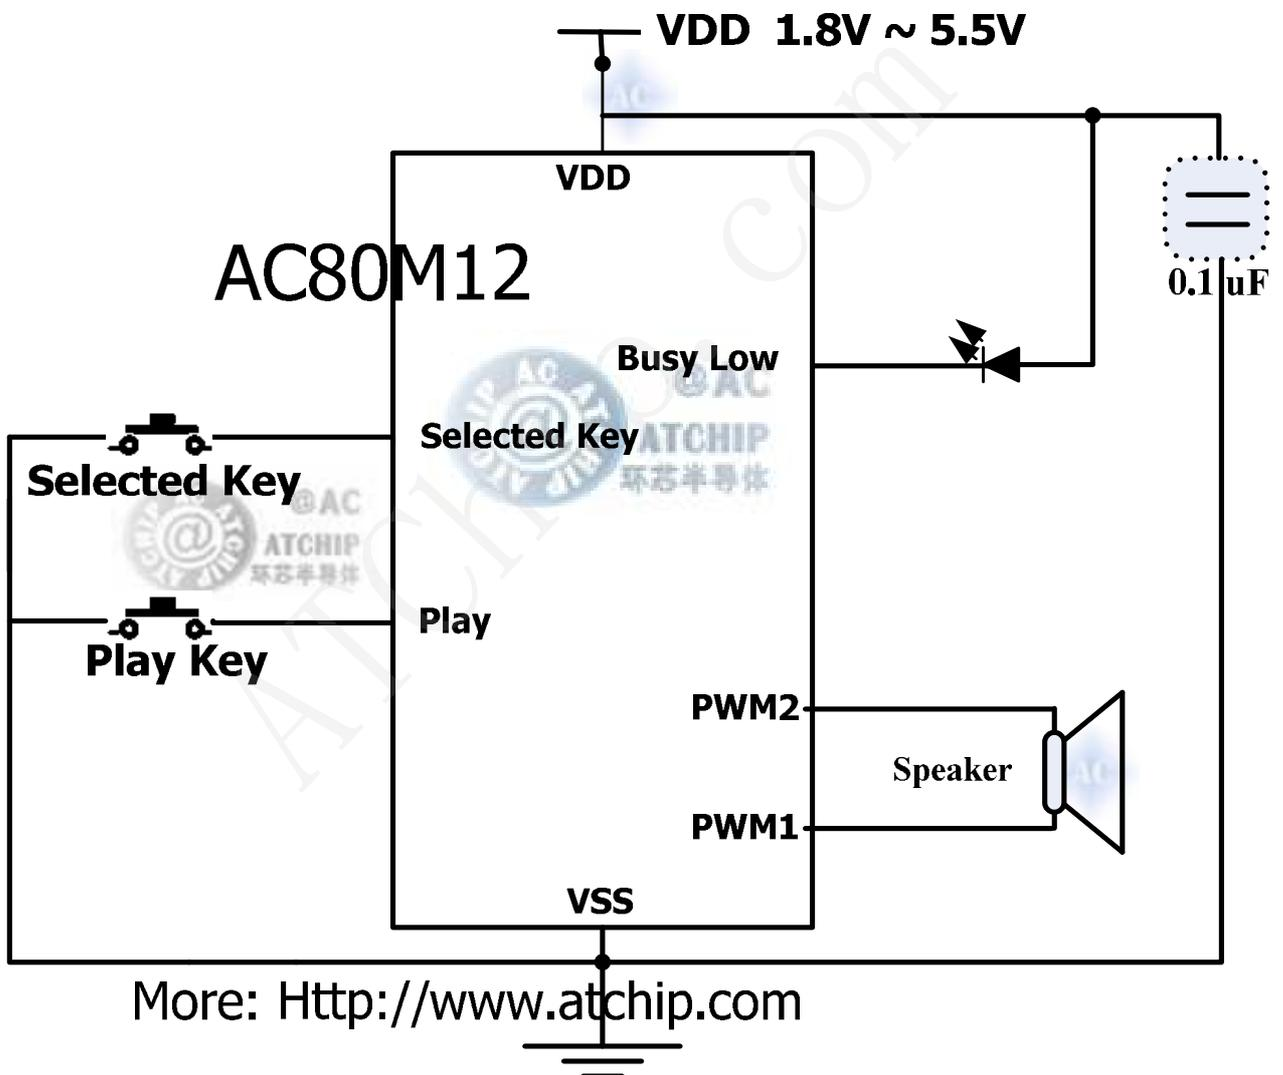 VDD 1.8V ~ 5.5V
AC
VDD
AC80M12
0.1 uF
Busy Low
@AC
ATCHIP
环芯半导体
Selected Key
Selected Key
@AC
ATCHIP
环芯半导体
Play
Play Key
PWM2
Speaker
AC
PWM1
VSS
More: Http://www.atchip.com